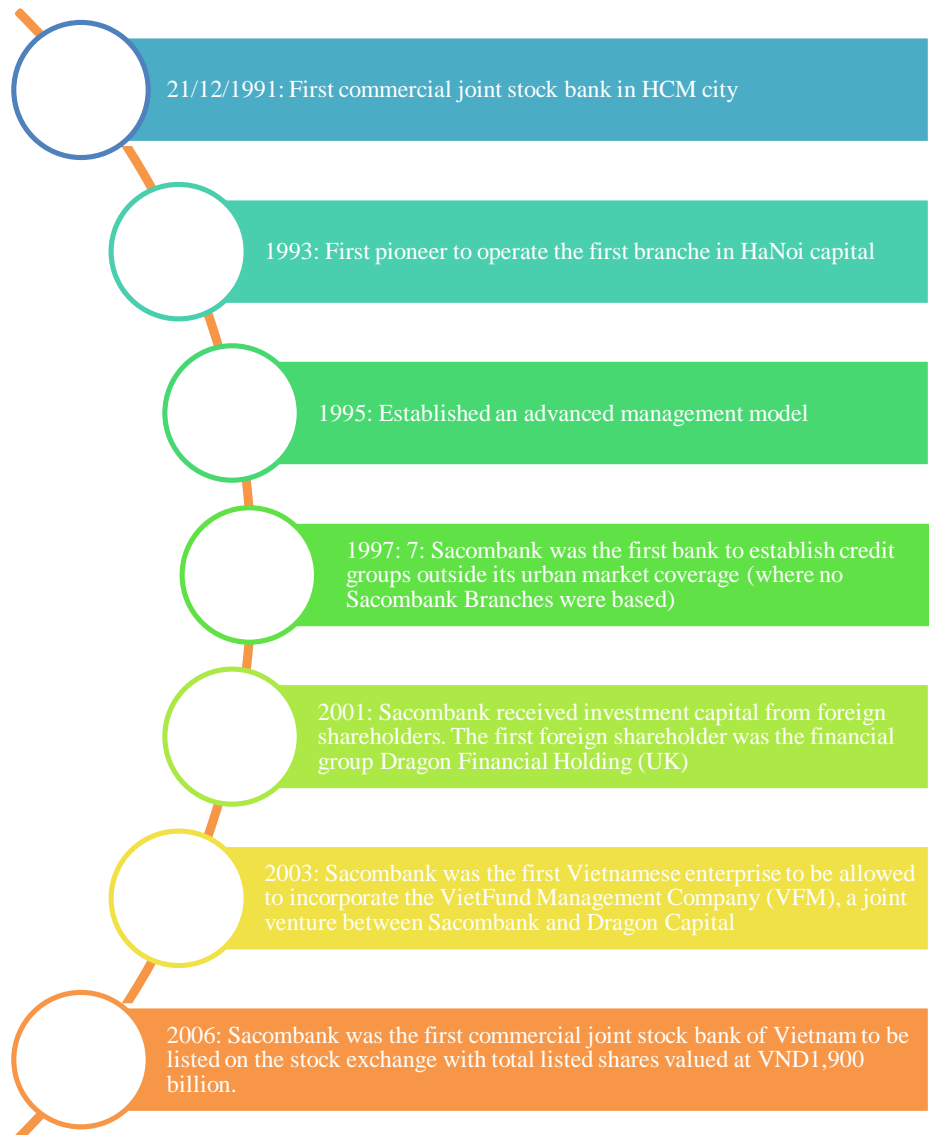 21/12/1991: First commercial joint stock bank in HCM city
1993: First pioneer to operate the first branche in HaNoi capital
1995: Established an advanced management model
1997: 7: Sacombank was the first bank to establish credit
groups outside its urban market coverage (where no
Sacombank Branches were based)
2001: Sacombank received investment capital from foreign
shareholders. The first foreign shareholder was the financial
group Dragon Financial Holding (UK)
2003: Sacombank was the first Vietnamese enterprise to be allowed
to incorporate the VietFund Management Company (VFM), a joint
venture between Sacombank and Dragon Capital
2006: Sacombank was the first commercial joint stock bank of Vietnam to be
listed on the stock exchange with total listed shares valued at VND1,900
billion.